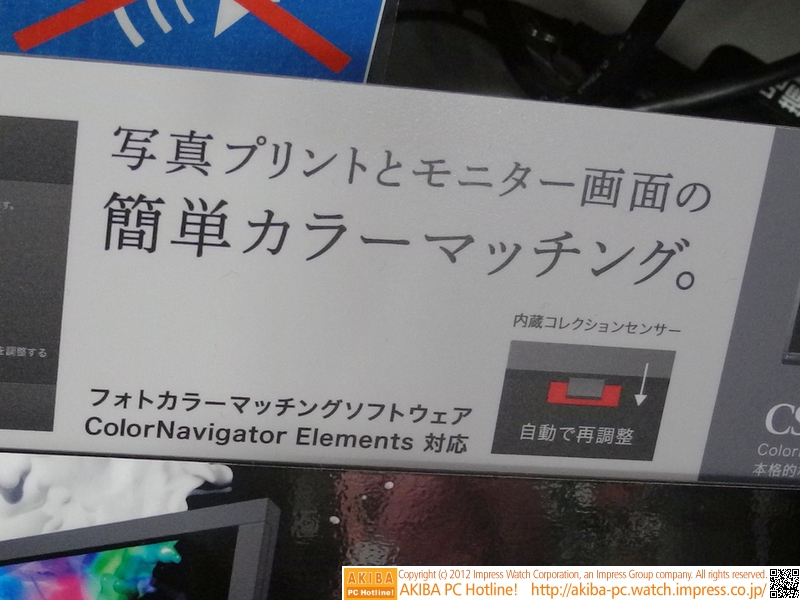 写真プリントとモニター画面の
簡単カラーマッチング。
内蔵コレクションセンサー
自動で再調整
フォトカラーマッチングソフトウェア
ColorNavigator Elements 対応
す。
を調整する
CS
Color
本格的
AKIBA
PC Hotline!
Copyright (c) 2012 Impress Watch Corporation, an Impress Group company. All rights reserved.
AKIBA PC Hotline! http://akiba-pc.watch.impress.co.jp/